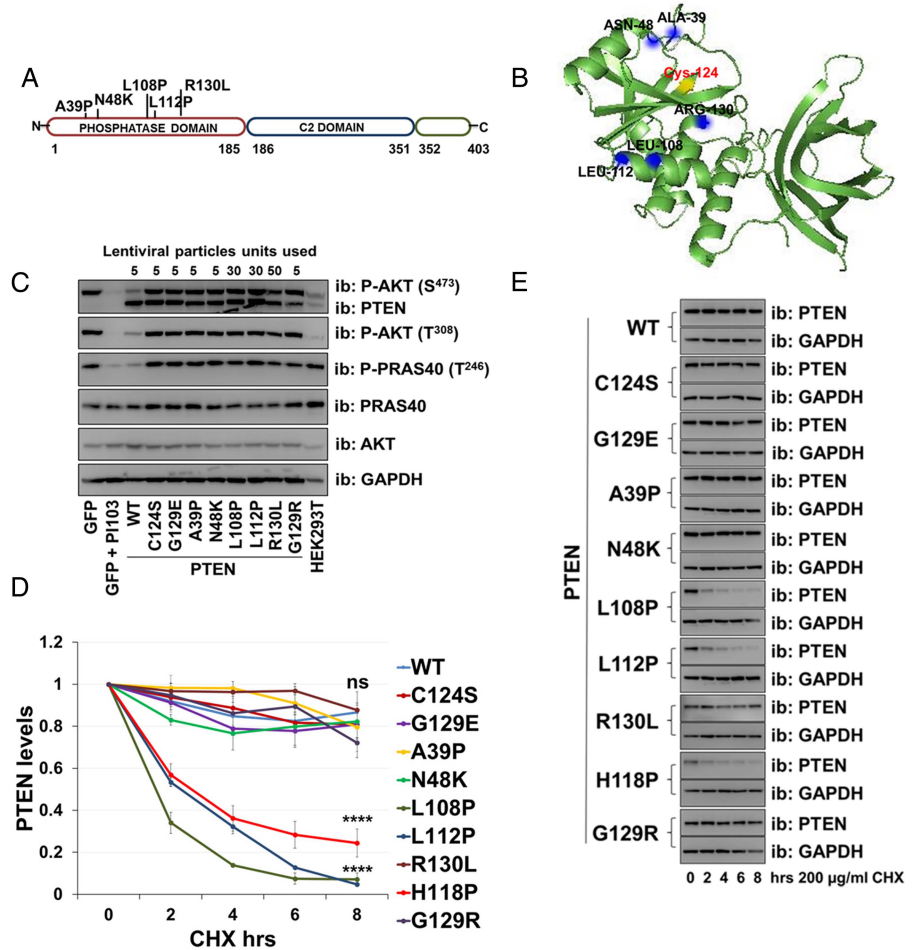 A
A39P N48K L108P L112P R130L
N PHOSPHATASE DOMAIN C2 DOMAIN C
1 185 186 351 352 403
B
ASN-48 ALA-39
Cys-124
ARG-130
LEU-108
LEU-112
C
Lentiviral particles units used
5 5 5 5 5 30 30 50 5
ib: P-AKT (S473)
ib: PTEN
ib: P-AKT (T308)
ib: P-PRAS40 (T246)
ib: PRAS40
ib: AKT
ib: GAPDH
GFP
GFP + PI103
WT
C124S
G129E
A39P
N48K
L108P
L112P
R130L
G129R
HEK293T
PTEN
D
PTEN levels
1.2
1
0.8
0.6
0.4
0.2
0
ns
****
****
0 2 4 6 8
CHX hrs
WT
C124S
G129E
A39P
N48K
L108P
L112P
R130L
H118P
G129R
E
PTEN
WT ib: PTEN
ib: GAPDH
C124S ib: PTEN
ib: GAPDH
G129E ib: PTEN
ib: GAPDH
A39P ib: PTEN
ib: GAPDH
N48K ib: PTEN
ib: GAPDH
L108P ib: PTEN
ib: GAPDH
L112P ib: PTEN
ib: GAPDH
R130L ib: PTEN
ib: GAPDH
H118P ib: PTEN
ib: GAPDH
G129R ib: PTEN
ib: GAPDH
0 2 4 6 8 hrs 200 µg/ml CHX